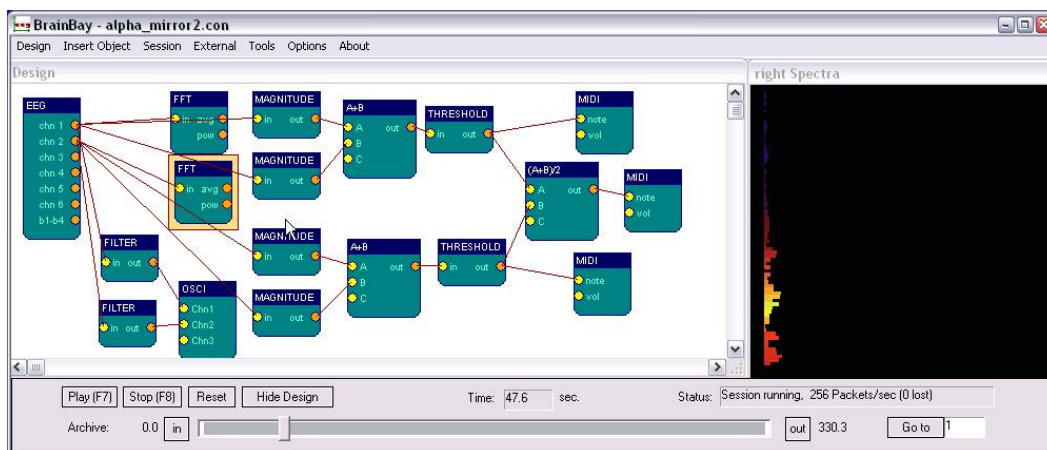 BrainBay - alpha_mirror2.con
Design Insert Object Session External Tools Options About
Design
right Spectra
EEG
chn 1
chn 2
chn 3
chn 4
chn 5
chn 6
b1-b4
FFT
in avg
pow
FFT
in avg
pow
MAGNITUDE
in out
MAGNITUDE
in out
MAGNITUDE
in out
MAGNITUDE
in out
A+B
A out
B
C
A+B
A out
B
C
THRESHOLD
in out
THRESHOLD
in out
(A+B)/2
A out
B
C
MIDI
note
vol
MIDI
note
vol
MIDI
note
vol
FILTER
in out
FILTER
in out
OSCI
Chn1
Chn2
Chn3
Play (F7) Stop (F8) Reset Hide Design Time: 47.6 sec. Status: Session running, 256 Packets/sec (0 lost)
Archive: 0.0 in out 330.3 Go to 1